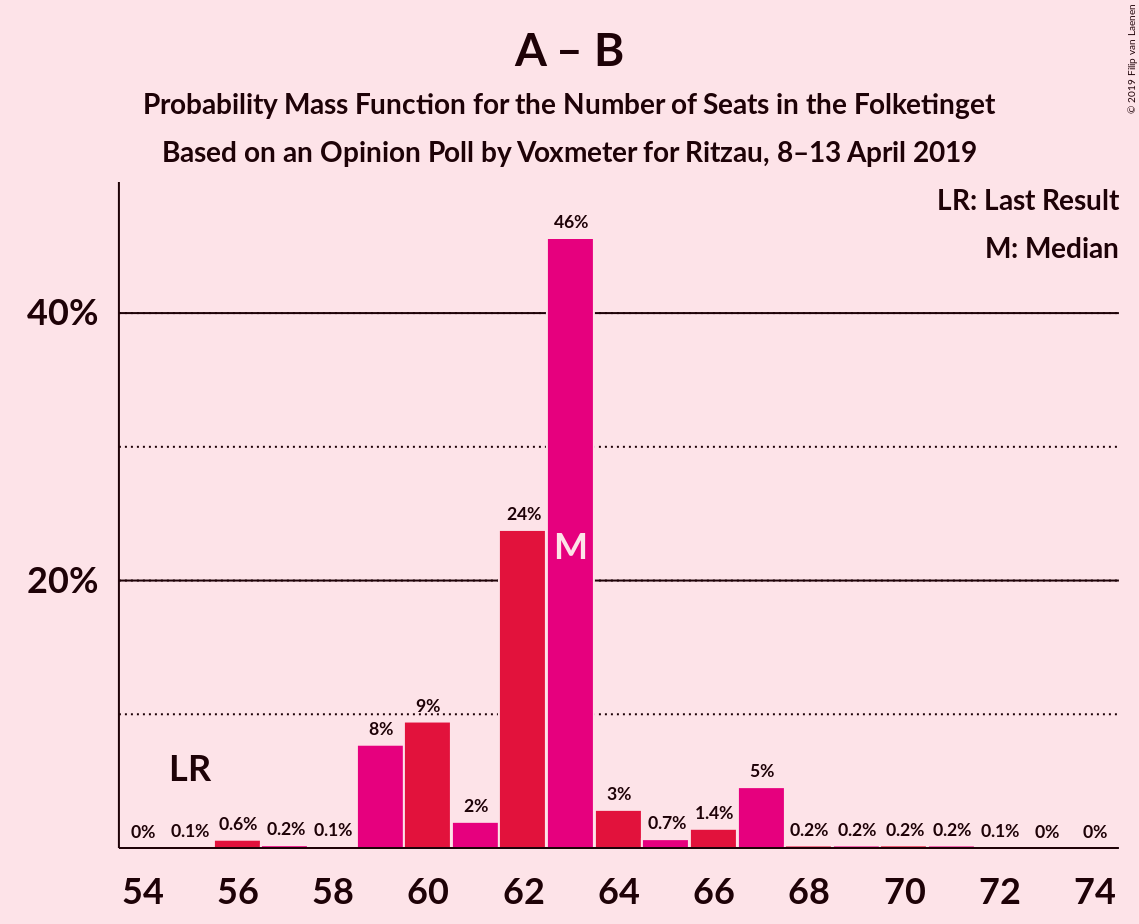 A – B
Probability Mass Function for the Number of Seats in the Folketinget
Based on an Opinion Poll by Voxmeter for Ritzau, 8–13 April 2019
© 2019 Filip van Laenen
LR: Last Result
M: Median
46%
40%
24%
M
20%
9%
8%
LR
5%
2%
3%
0% 0.1% 0.6% 0.2% 0.1% 0.7% 1.4% 0.2% 0.2% 0.2% 0.2% 0.1% 0% 0%
54 56 58 60 62 64 66 68 70 72 74